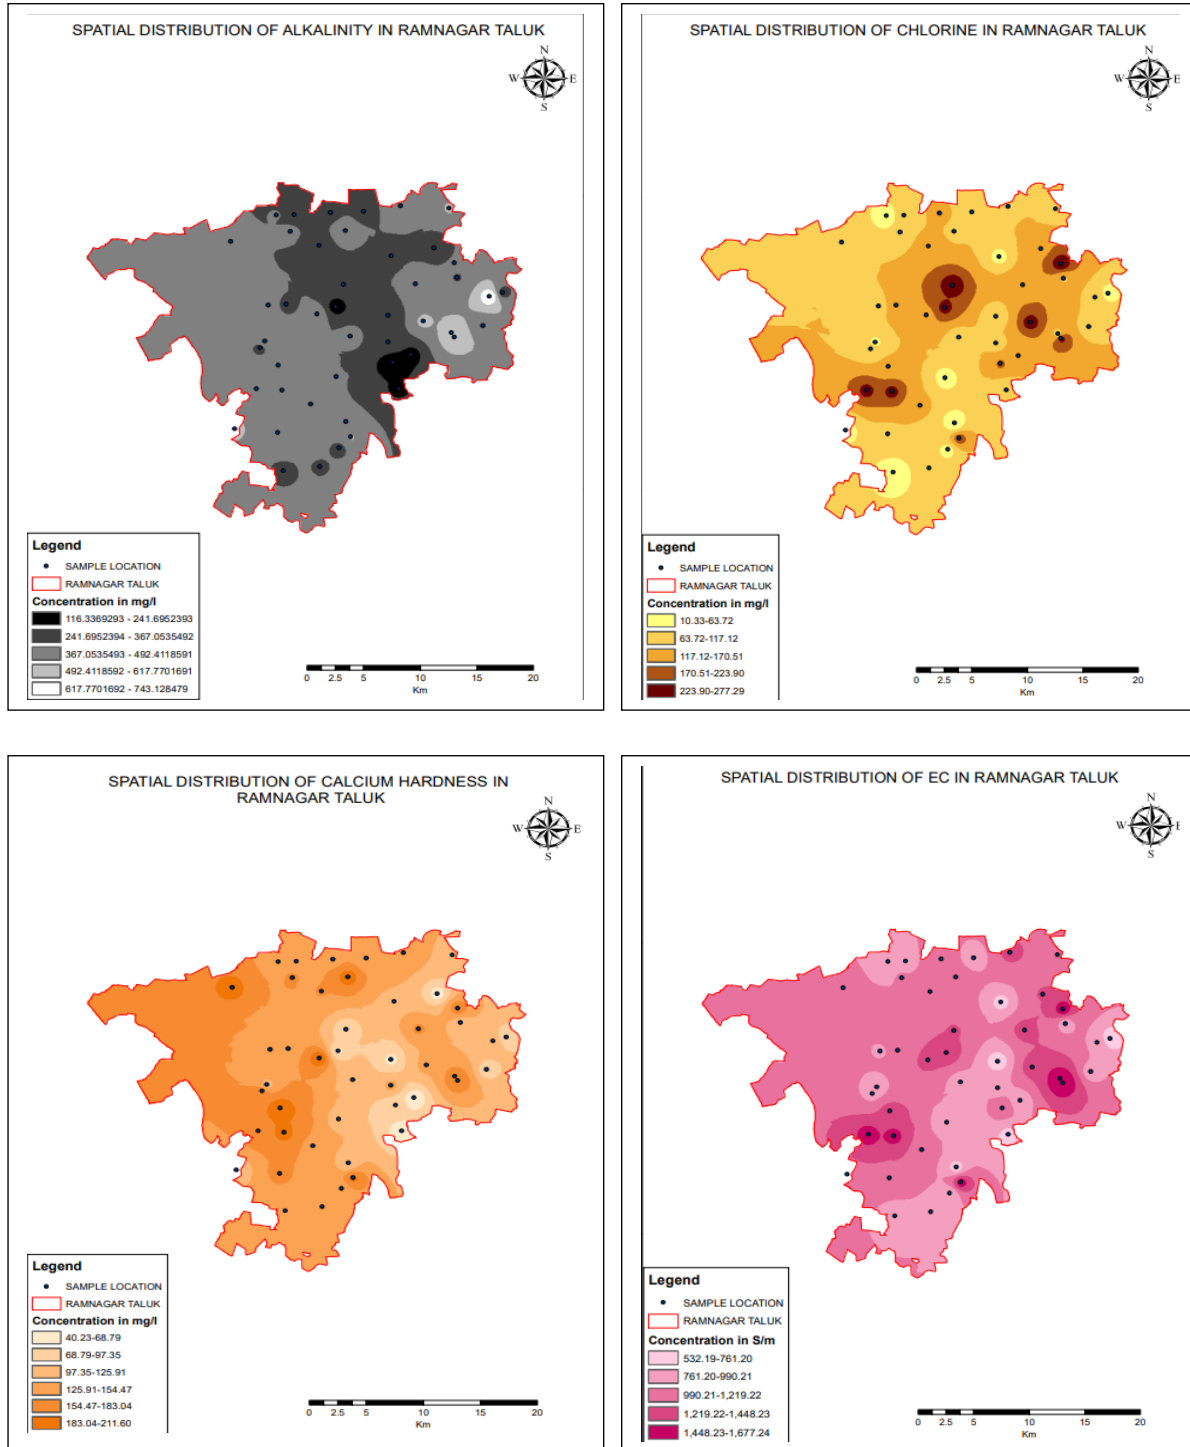 SPATIAL DISTRIBUTION OF ALKALINITY IN RAMNAGAR TALUK
N
W E
S
Legend
SAMPLE LOCATION
RAMNAGAR TALUK
Concentration in mg/l
116.3369293 - 241.6952393
241.6952394 - 367.0535492
367.0535493 - 492.4118591
492.4118592 - 617.7701691
617.7701692 - 743.128479
0 2.5 5 10 15 20
Km
SPATIAL DISTRIBUTION OF CHLORINE IN RAMNAGAR TALUK
N
W E
S
Legend
SAMPLE LOCATION
RAMNAGAR TALUK
Concentration in mg/l
10.33-63.72
63.72-117.12
117.12-170.51
170.51-223.90
223.90-277.29
0 2.5 5 10 15 20
Km
SPATIAL DISTRIBUTION OF CALCIUM HARDNESS IN
RAMNAGAR TALUK
N
W E
S
Legend
SAMPLE LOCATION
RAMNAGAR TALUK
Concentration in mg/l
40.23-68.79
68.79-97.35
97.35-125.91
125.91-154.47
154.47-183.04
183.04-211.60
0 2.5 5 10 15 20
Km
SPATIAL DISTRIBUTION OF EC IN RAMNAGAR TALUK
N
W E
S
Legend
SAMPLE LOCATION
RAMNAGAR TALUK
Concentration in S/m
532.19-761.20
761.20-990.21
990.21-1,219.22
1,219.22-1,448.23
1,448.23-1,677.24
0 2.5 5 10 15 20
Km